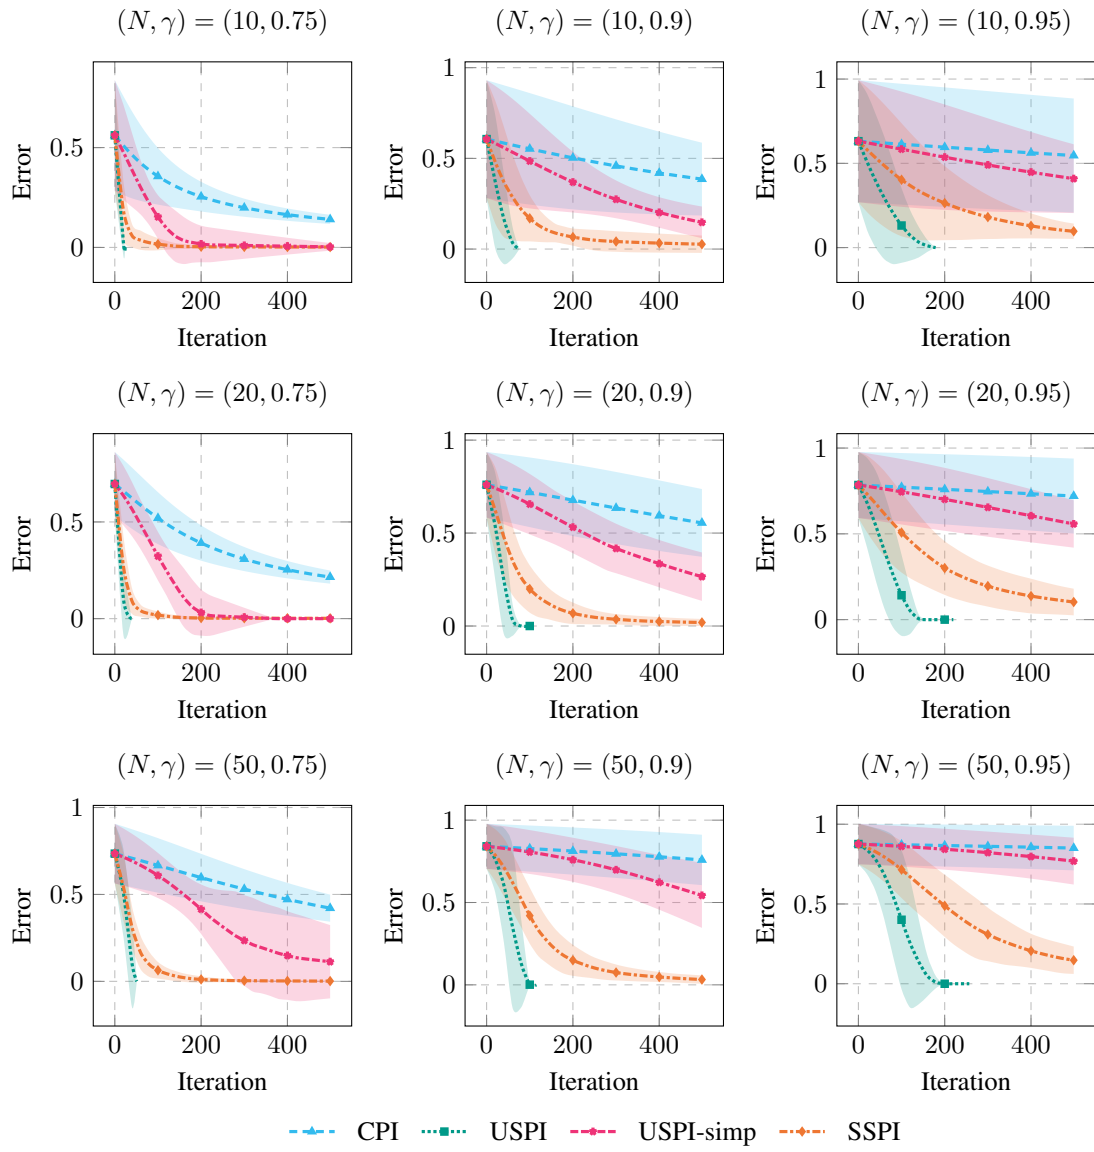 (N, γ) = (10, 0.75) (N, γ) = (10, 0.9) (N, γ) = (10, 0.95)
1 1
0.5 0.5 0.5
0 0 0
Error Error Error
0 200 400 0 200 400 0 200 400
Iteration Iteration Iteration
(N, γ) = (20, 0.75) (N, γ) = (20, 0.9) (N, γ) = (20, 0.95)
1 1
0.5 0.5 0.5
0 0 0
Error Error Error
0 200 400 0 200 400 0 200 400
Iteration Iteration Iteration
(N, γ) = (50, 0.75) (N, γ) = (50, 0.9) (N, γ) = (50, 0.95)
1 1 1
0.5 0.5 0.5
0 0 0
Error Error Error
0 200 400 0 200 400 0 200 400
Iteration Iteration Iteration
CPI USPI USPI-simp SSPI